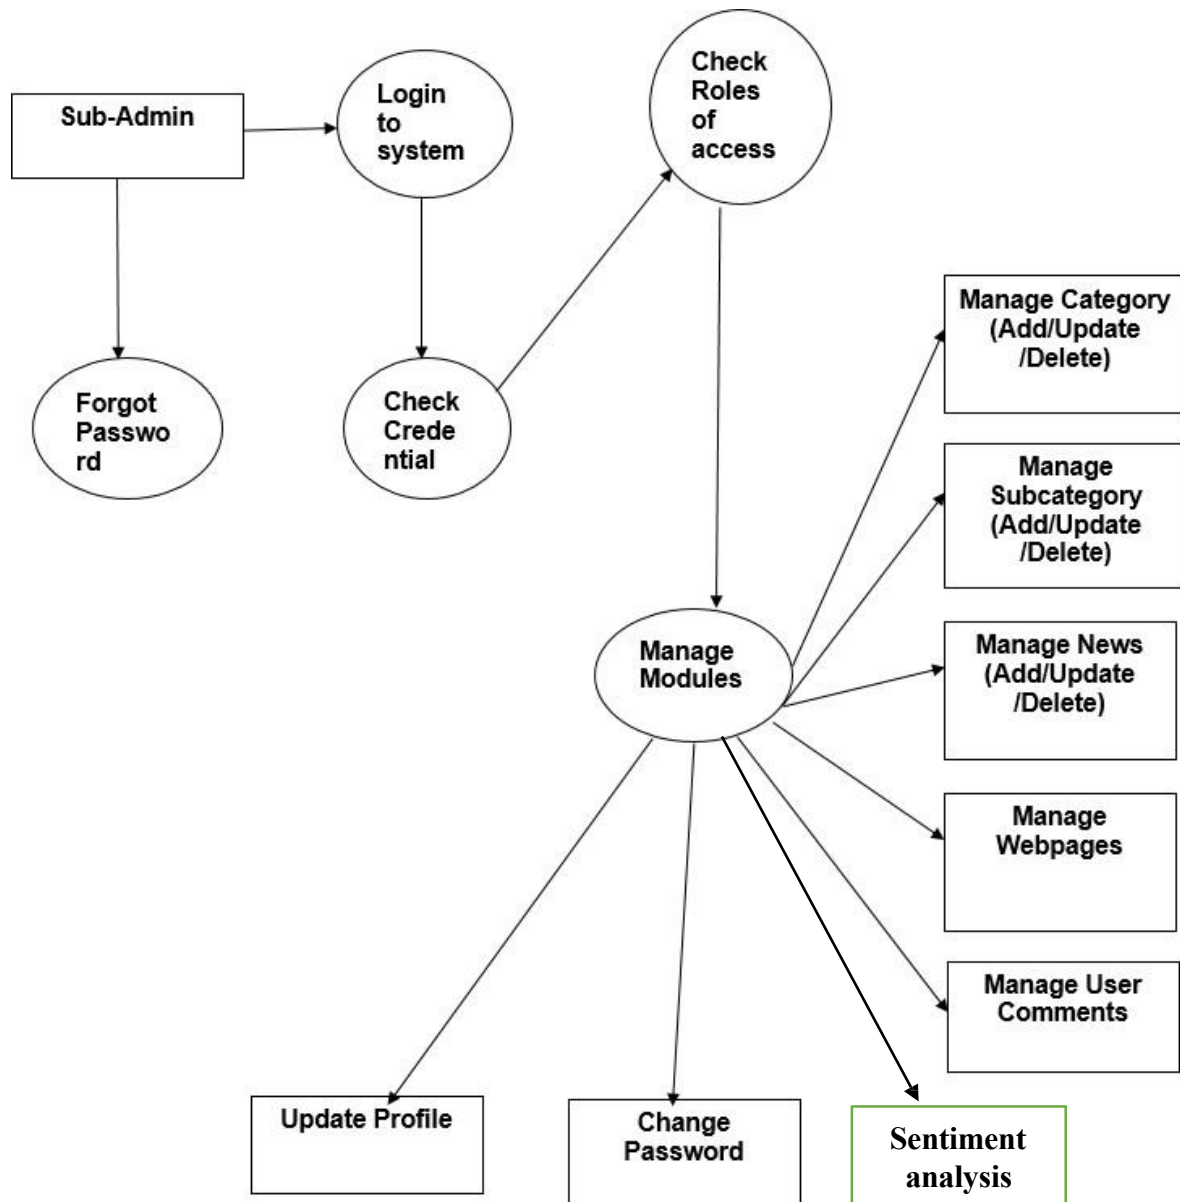 Sub-Admin
Login
to
system
Check
Roles
of
access
Forgot
Passwo
rd
Check
Crede
ntial
Manage Category
(Add/Update
/Delete)
Manage
Subcategory
(Add/Update
/Delete)
Manage
Modules
Manage News
(Add/Update
/Delete)
Manage
Webpages
Manage User
Comments
Update Profile
Change
Password
Sentiment
analysis